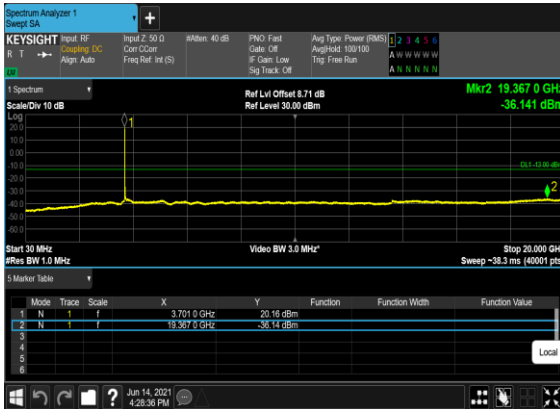 Spectrum Analyzer 1
Swept SA
+
KEYSIGHT
R T
LXI
Input: RF
Coupling: DC
Align: Auto
Input Z: 50 Ω
Corr CCorr
Freq Ref: Int (S)
#Atten: 40 dB
PNO: Fast
Gate: Off
IF Gain: Low
Sig Track: Off
Avg Type: Power (RMS)
Avg|Hold: 100/100
Trig: Free Run
1 2 3 4 5 6
A W W W W W
A N N N N N
1 Spectrum
Scale/Div 10 dB
Ref Lvl Offset 8.71 dB
Ref Level 30.00 dBm
Mkr2 19.367 0 GHz
-36.141 dBm
Log
20.0
10.0
0.00
-10.0
-20.0
-30.0
-40.0
-50.0
-60.0
1
DL1 -13.00 dBm
2
Start 30 MHz
#Res BW 1.0 MHz
Video BW 3.0 MHz*
Stop 20.000 GHz
Sweep ~38.3 ms (40001 pts)
5 Marker Table
Mode Trace Scale X Y Function Function Width Function Value
1 N 1 f 3.701 0 GHz 20.16 dBm
2 N 1 f 19.367 0 GHz -36.14 dBm
3
4
5
6
Local
?
Jun 14, 2021
4:28:36 PM